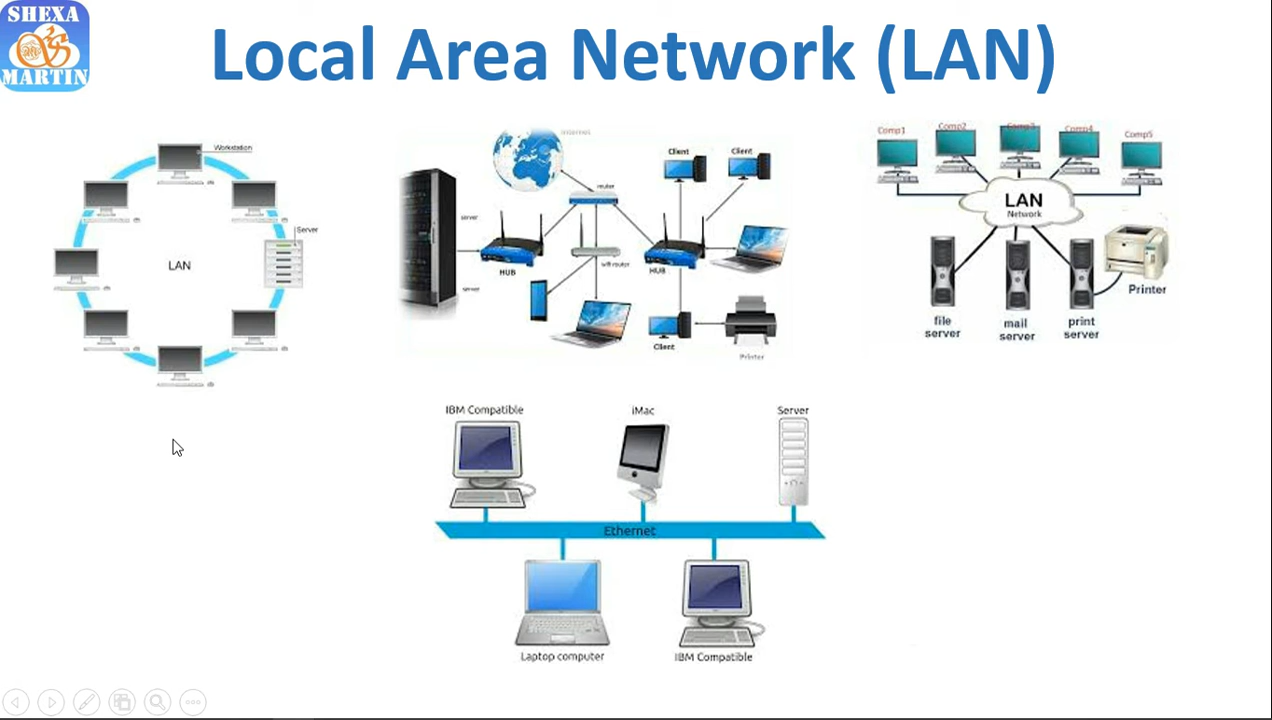 SHEXA
MARTIN
Local Area Network (LAN)
Workstation
Server
LAN
Internet
router
server
HUB
wifi router
server
Client
Client
HUB
Client
Printer
Comp1
Comp2
Comp3
Comp4
Comp5
LAN
Network
file
server
mail
server
print
server
Printer
IBM Compatible
iMac
Server
Ethernet
Laptop computer
IBM Compatible